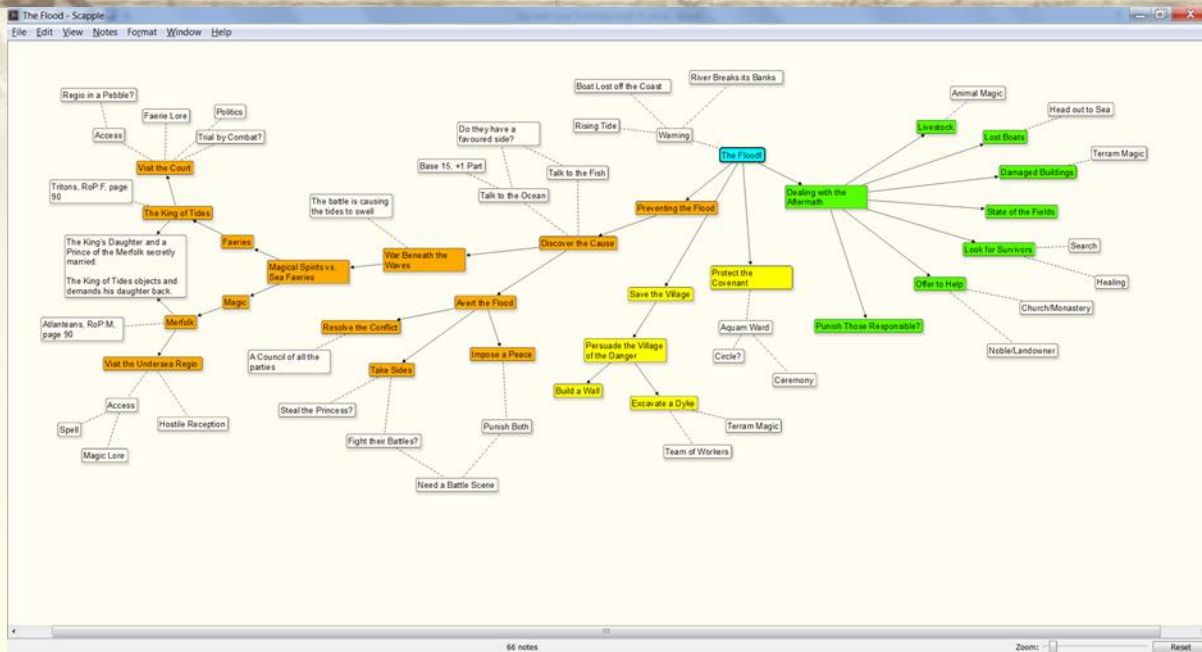 The Flood - Scapple
File Edit View Notes Format Window Help
Boat Lost off the Coast
River Breaks its Banks
Rising Tide
Warning
The Flood!
Animal Magic
Livestock
Head out to Sea
Lost Boats
Terram Magic
Damaged Buildings
Dealing with the
Aftermath
State of the Fields
Look for Survivors
Search
Healing
Offer to Help
Church/Monastery
Noble/Landowner
Punish Those Responsible?
Regio in a Pebble?
Faerie Lore
Politics
Access
Trial by Combat?
Visit the Court
Tritons, RoP:F, page
90
The King of Tides
Faeries
The King's Daughter and a
Prince of the Merfolk secretly
married.
The King of Tides objects and
demands his daughter back.
Magical Spirits vs.
Sea Faeries
Magic
Atlanteans, RoP:M,
page 90
Merfolk
Visit the Undersea Regio
Access
Spell
Magic Lore
Hostile Reception
Do they have a
favoured side?
Base 15, +1 Part
Talk to the Fish
Talk to the Ocean
The battle is causing
the tides to swell
War Beneath the
Waves
Discover the Cause
Preventing the Flood
Avert the Flood
Resolve the Conflict
A Council of all the
parties
Take Sides
Impose a Peace
Steal the Princess?
Fight their Battles?
Punish Both
Need a Battle Scene
Save the Village
Persuade the Village
of the Danger
Build a Wall
Excavate a Dyke
Terram Magic
Team of Workers
Protect the
Covenant
Aquam Ward
Circle?
Ceremony
66 notes
Zoom:
Reset